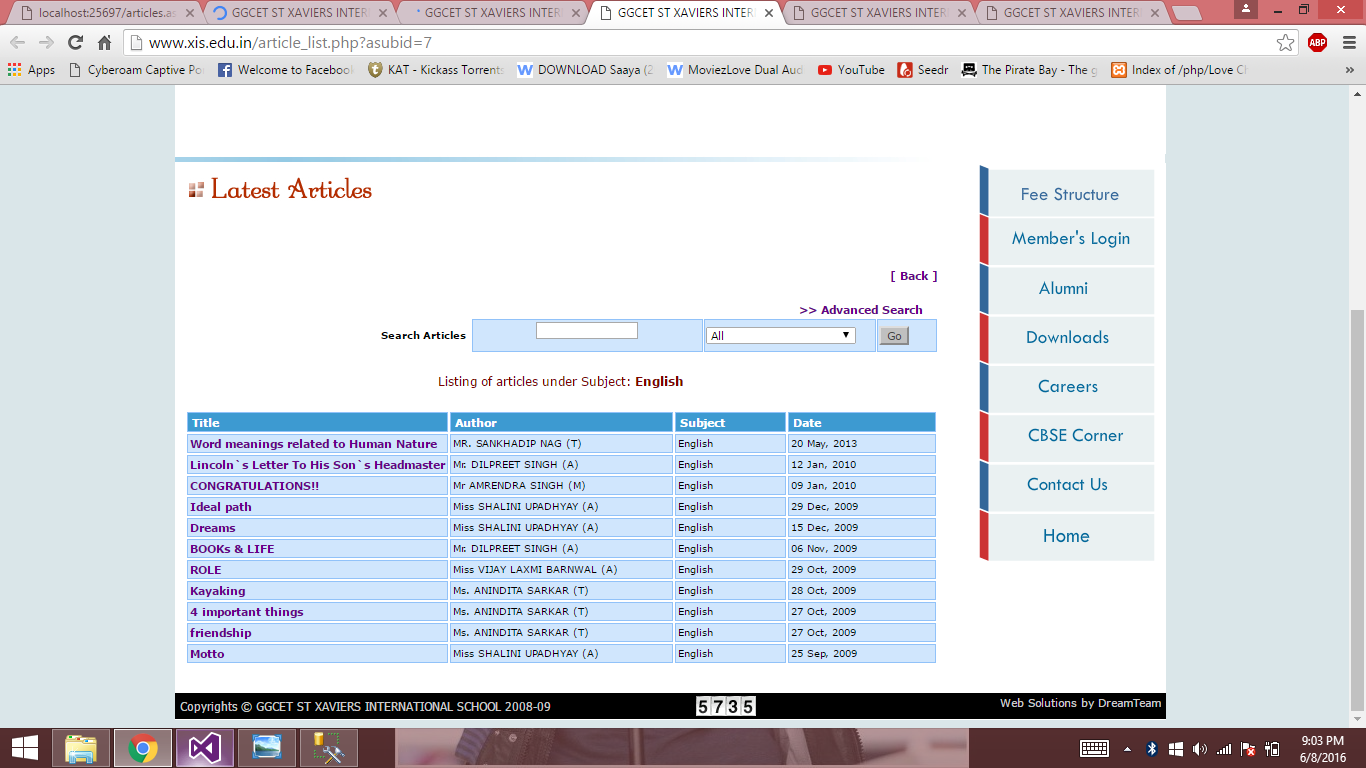 localhost:25697/articles.as
GGCET ST XAVIERS INTER
GGCET ST XAVIERS INTER
GGCET ST XAVIERS INTER
GGCET ST XAVIERS INTER
GGCET ST XAVIERS INTER
www.xis.edu.in/article_list.php?asubid=7
ABP
Apps
Cyberoam Captive Po
Welcome to Facebook
KAT - Kickass Torrents
DOWNLOAD Saaya (2
MoviezLove Dual Aud
YouTube
Seedr
The Pirate Bay - The g
Index of /php/Love Ch
»
Latest Articles
[ Back ]
>> Advanced Search
Search Articles All Go
Listing of articles under Subject: English
Title Author Subject Date
Word meanings related to Human Nature MR. SANKHADIP NAG (T) English 20 May, 2013
Lincoln`s Letter To His Son`s Headmaster Mr. DILPREET SINGH (A) English 12 Jan, 2010
CONGRATULATIONS!! Mr AMRENDRA SINGH (M) English 09 Jan, 2010
Ideal path Miss SHALINI UPADHYAY (A) English 29 Dec, 2009
Dreams Miss SHALINI UPADHYAY (A) English 15 Dec, 2009
BOOKs & LIFE Mr. DILPREET SINGH (A) English 06 Nov, 2009
ROLE Miss VIJAY LAXMI BARNWAL (A) English 29 Oct, 2009
Kayaking Ms. ANINDITA SARKAR (T) English 28 Oct, 2009
4 important things Ms. ANINDITA SARKAR (T) English 27 Oct, 2009
friendship Ms. ANINDITA SARKAR (T) English 27 Oct, 2009
Motto Miss SHALINI UPADHYAY (A) English 25 Sep, 2009
Fee Structure
Member's Login
Alumni
Downloads
Careers
CBSE Corner
Contact Us
Home
Copyrights © GGCET ST XAVIERS INTERNATIONAL SCHOOL 2008-09
5735
Web Solutions by DreamTeam
9:03 PM
6/8/2016